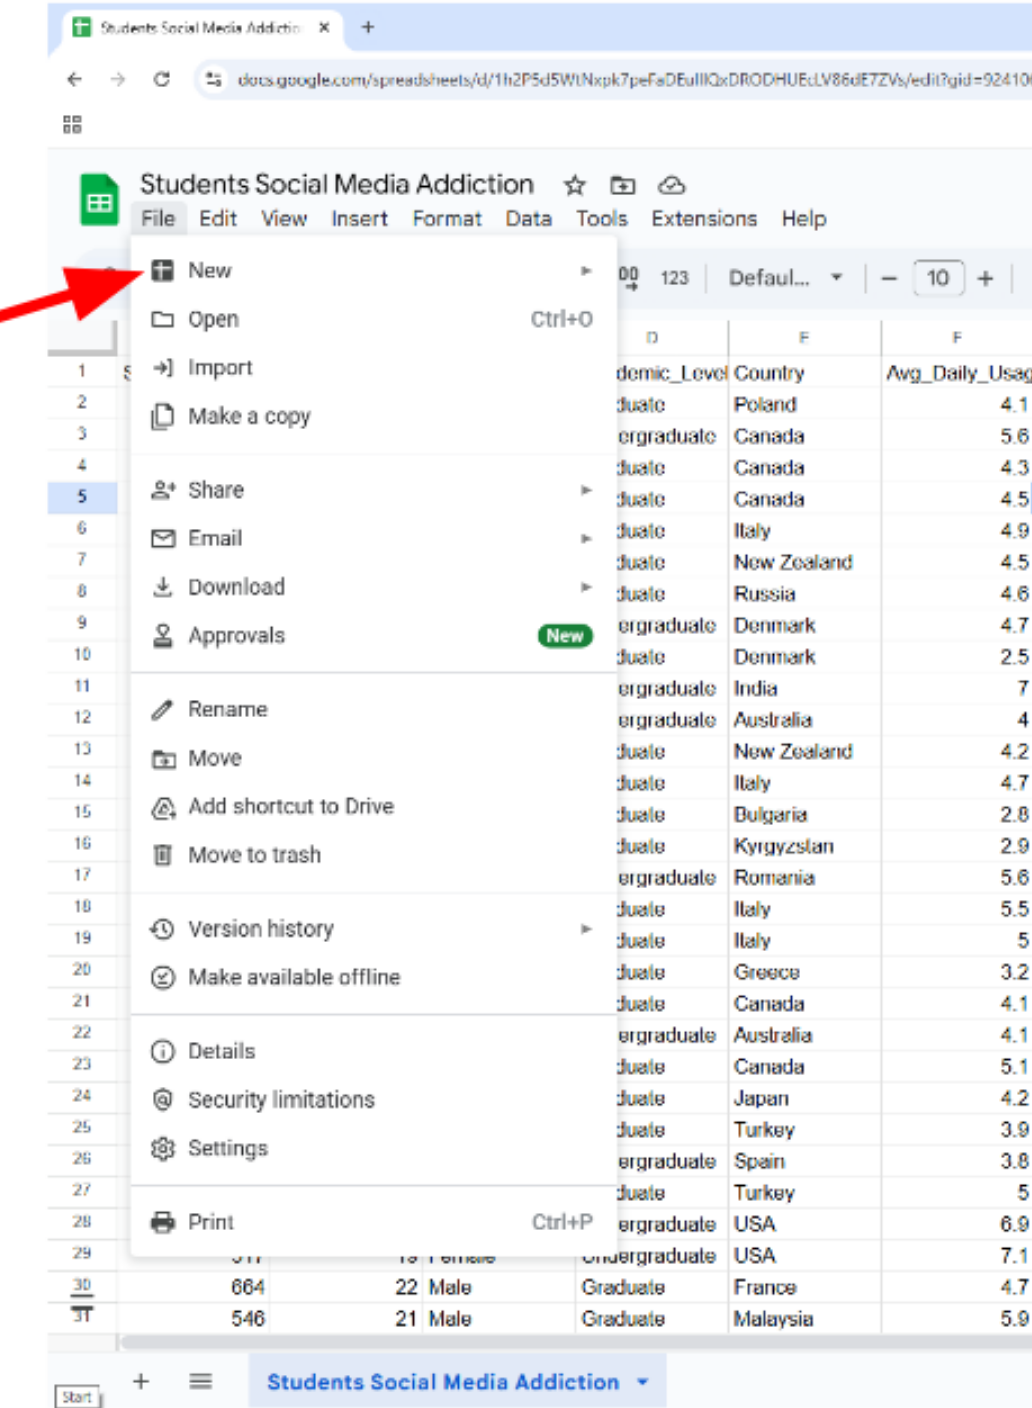 Students Social Media Addictio
docs.google.com/spreadsheets/d/
Students Social Media Addiction
File Edit View Insert Format Data Tools Extensions Help
New
.00 123 Defaul... − 10 +
Open Ctrl+O
D E F
Import
1 demic_Level Country Avg_Daily_Usag
2 duate Poland 4.1
Make a copy
3 ergraduate Canada 5.6
4 duate Canada 4.3
Share
5 duate Canada 4.5
6 duate Italy 4.9
Email
7 duate New Zealand 4.5
Download
8 duate Russia 4.6
9 ergraduate Denmark 4.7
Approvals New
10 duate Denmark 2.5
11 ergraduate India 7
Rename
12 ergraduate Australia 4
13 duate New Zealand 4.2
Move
14 duate Italy 4.7
Add shortcut to Drive
15 duate Bulgaria 2.8
16 duate Kyrgyzstan 2.9
Move to trash
17 ergraduate Romania 5.6
18 duate Italy 5.5
Version history
19 duate Italy 5
20 duate Greece 3.2
Make available offline
21 duate Canada 4.1
22 ergraduate Australia 4.1
Details
23 duate Canada 5.1
24 duate Japan 4.2
Security limitations
25 duate Turkey 3.9
Settings
26 ergraduate Spain 3.8
27 duate Turkey 5
Print Ctrl+P
28 ergraduate USA 6.9
29 19 Female Undergraduate USA 7.1
30 664 22 Male Graduate France 4.7
31 546 21 Male Graduate Malaysia 5.9
Students Social Media Addiction
Start